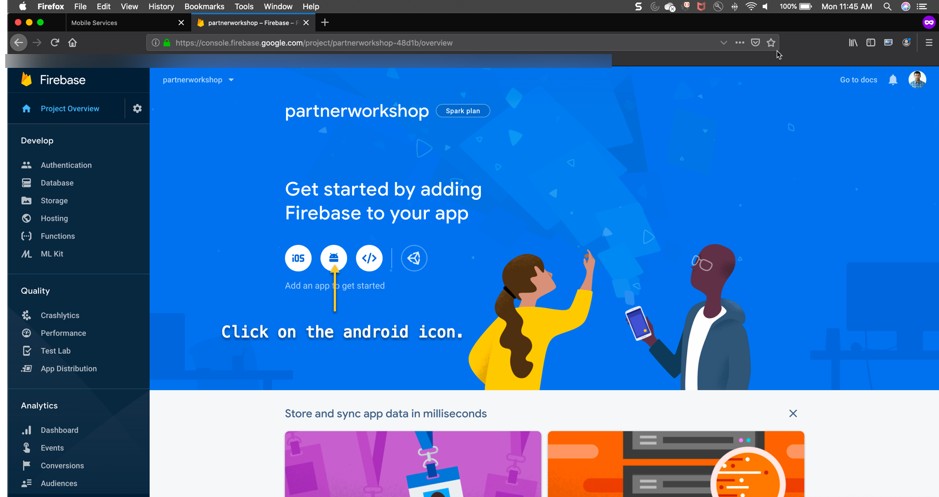 Firefox File Edit View History Bookmarks Tools Window Help 100% Mon 11:45 AM
Mobile Services
partnerworkshop – Firebase –
https://console.firebase.google.com/project/partnerworkshop-48d1b/overview
Firebase
partnerworkshop
Go to docs
Project Overview
partnerworkshop
Spark plan
Develop
Authentication
Database
Storage
Hosting
Functions
ML Kit
Get started by adding
Firebase to your app
iOS
Add an app to get started
Click on the android icon.
Quality
Crashlytics
Performance
Test Lab
App Distribution
Analytics
Dashboard
Events
Conversions
Audiences
Store and sync app data in milliseconds